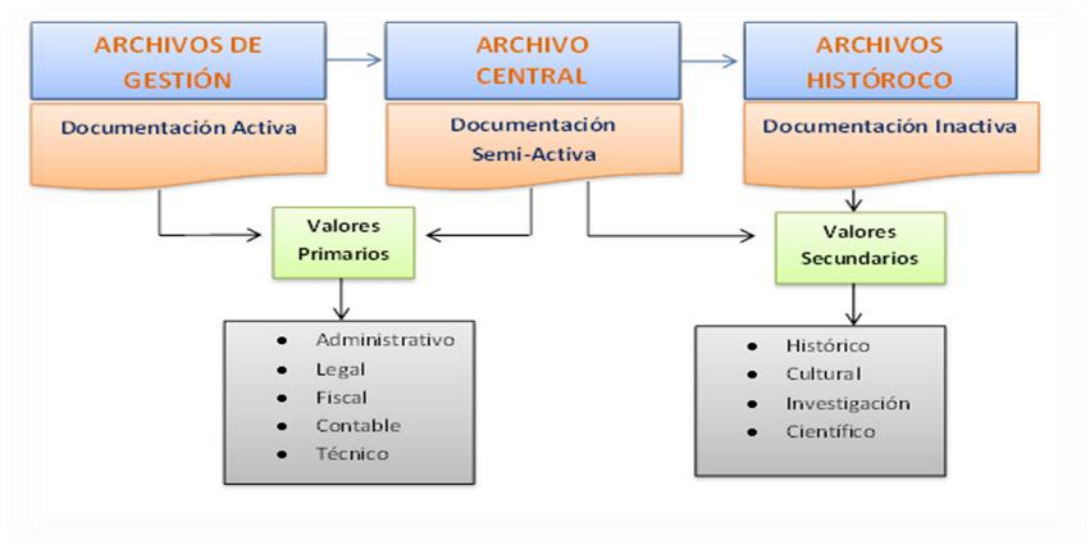 ARCHIVOS DE
GESTIÓN
ARCHIVO
CENTRAL
ARCHIVOS
HISTÓROCO
Documentación Activa
Documentación
Semi-Activa
Documentación Inactiva
Valores
Primarios
Valores
Secundarios
• Administrativo
• Legal
• Fiscal
• Contable
• Técnico
• Histórico
• Cultural
• Investigación
• Científico